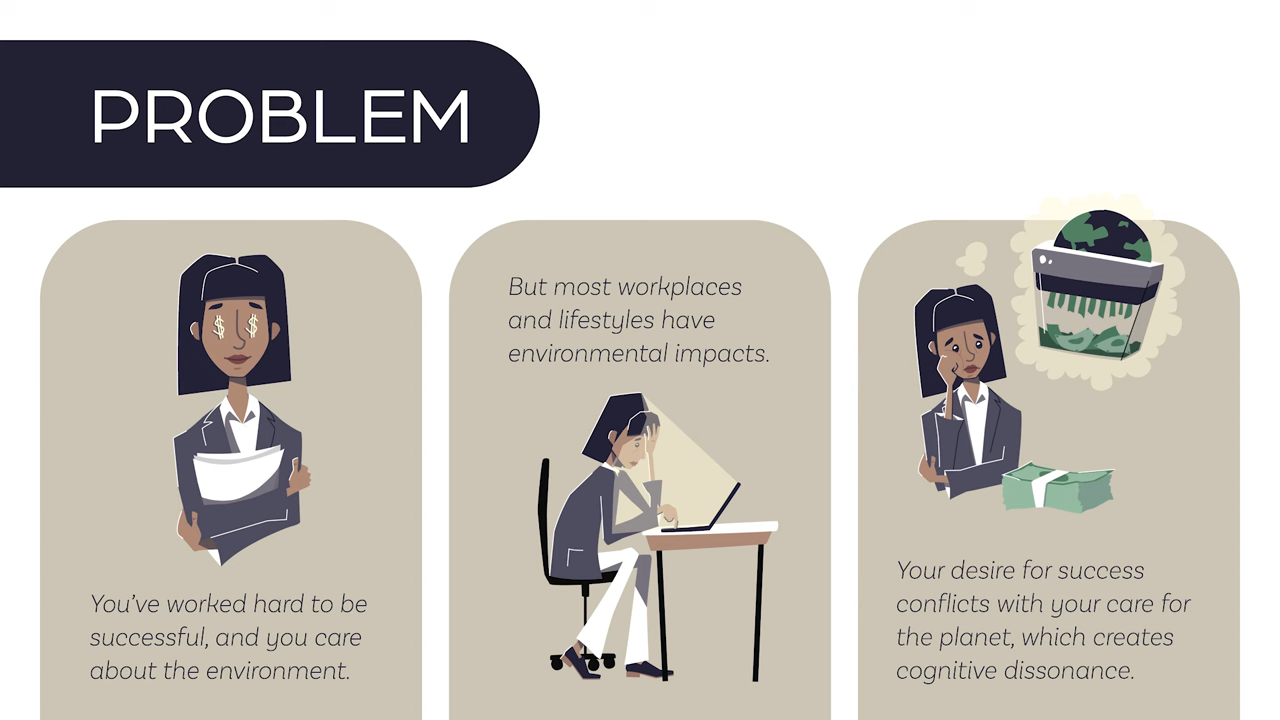 PROBLEM
You’ve worked hard to be
successful, and you care
about the environment.
But most workplaces
and lifestyles have
environmental impacts.
Your desire for success
conflicts with your care for
the planet, which creates
cognitive dissonance.